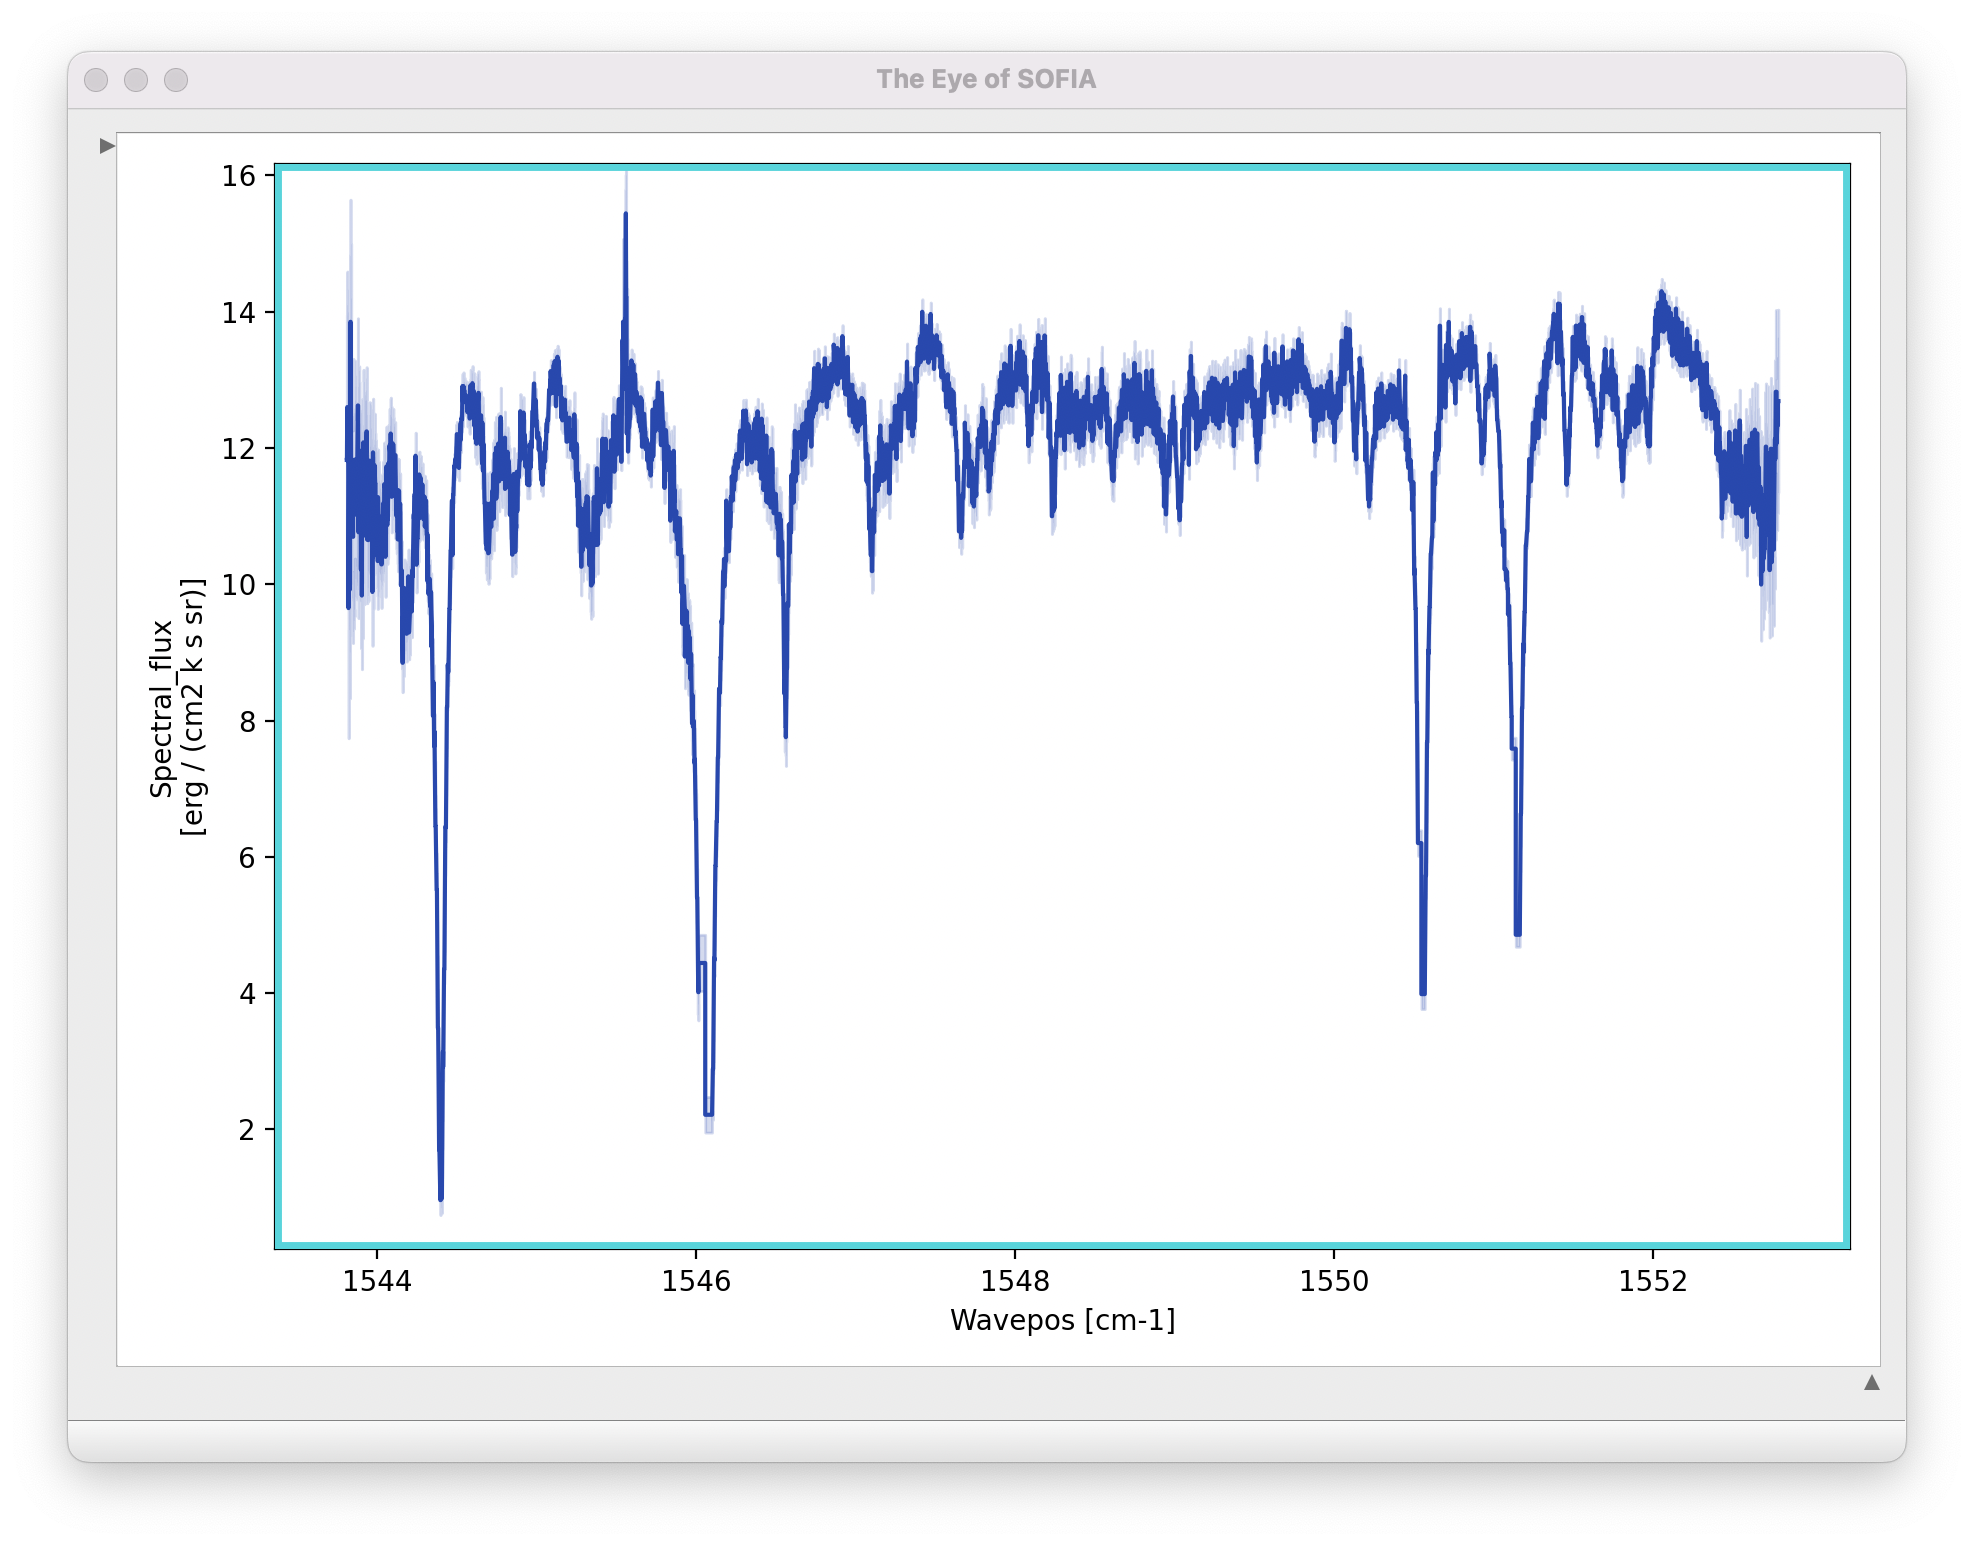 The Eye of SOFIA
16
14
12
10
8
6
4
2
Spectral_flux
[erg / (cm2 k s sr)]
1544 1546 1548 1550 1552
Wavepos [cm-1]